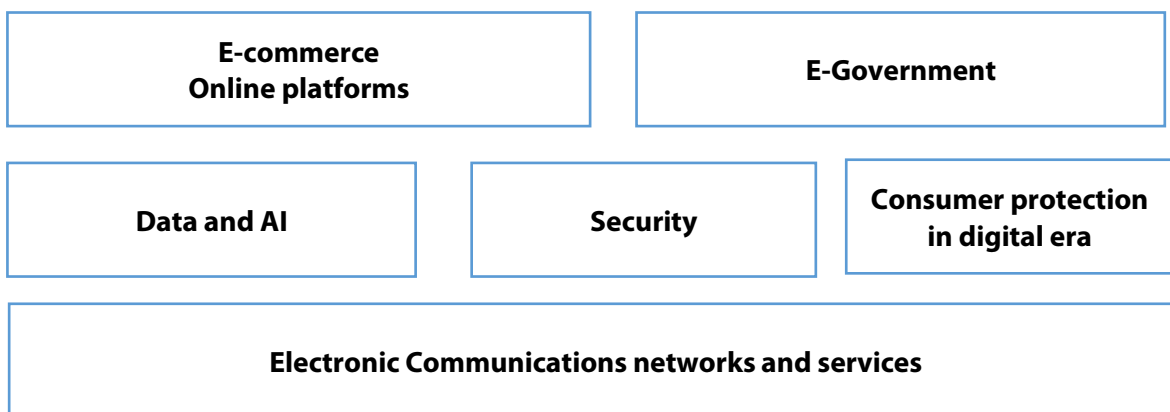 E-commerce
Online platforms
E-Government
Data and AI
Security
Consumer protection
in digital era
Electronic Communications networks and services